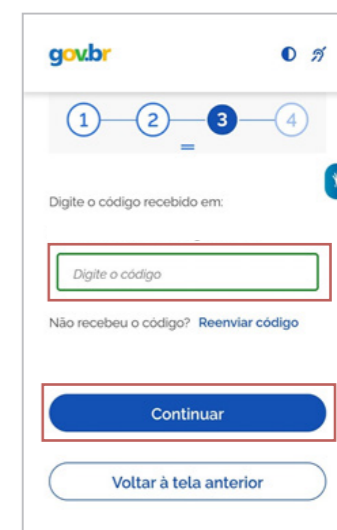 gov.br
1 2 3 4
Digite o código recebido em:
Digite o código
Não recebeu o código? Reenviar código
Continuar
Voltar à tela anterior